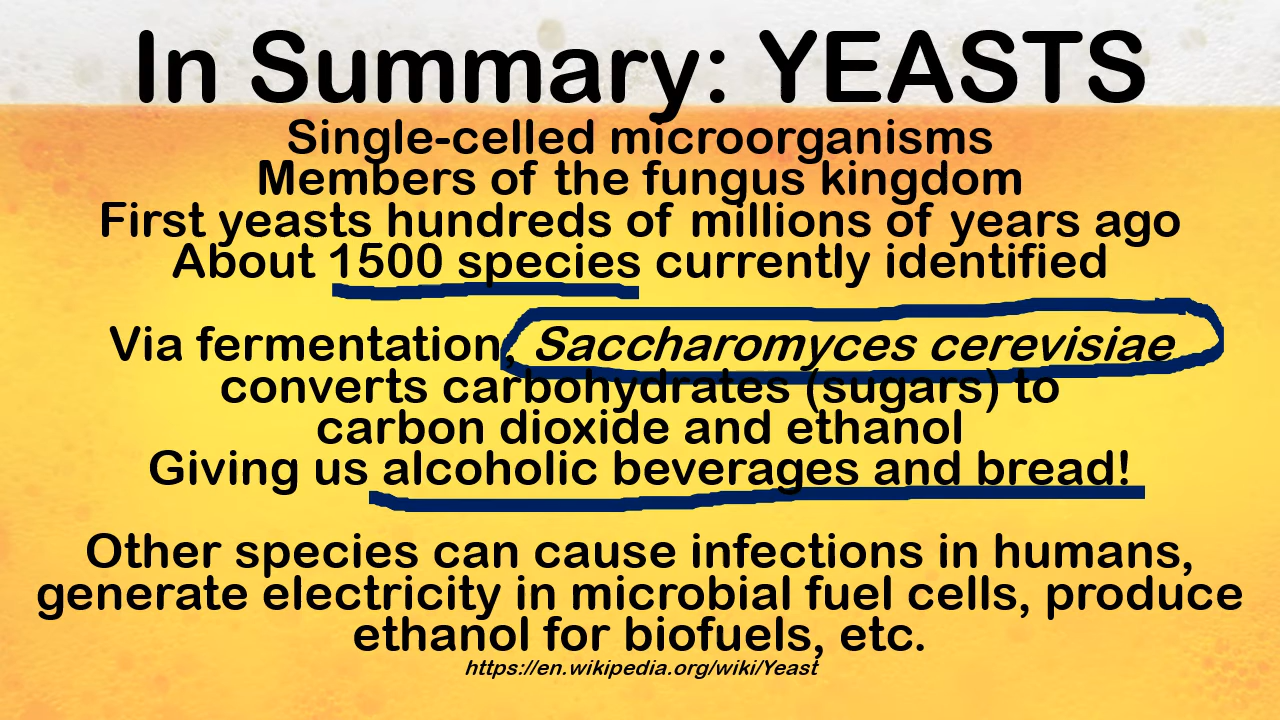 In Summary: YEASTS
Single-celled microorganisms
Members of the fungus kingdom
First yeasts hundreds of millions of years ago
About 1500 species currently identified
Via fermentation, Saccharomyces cerevisiae
converts carbohydrates (sugars) to
carbon dioxide and ethanol
Giving us alcoholic beverages and bread!
Other species can cause infections in humans,
generate electricity in microbial fuel cells, produce
ethanol for biofuels, etc.
https://en.wikipedia.org/wiki/Yeast